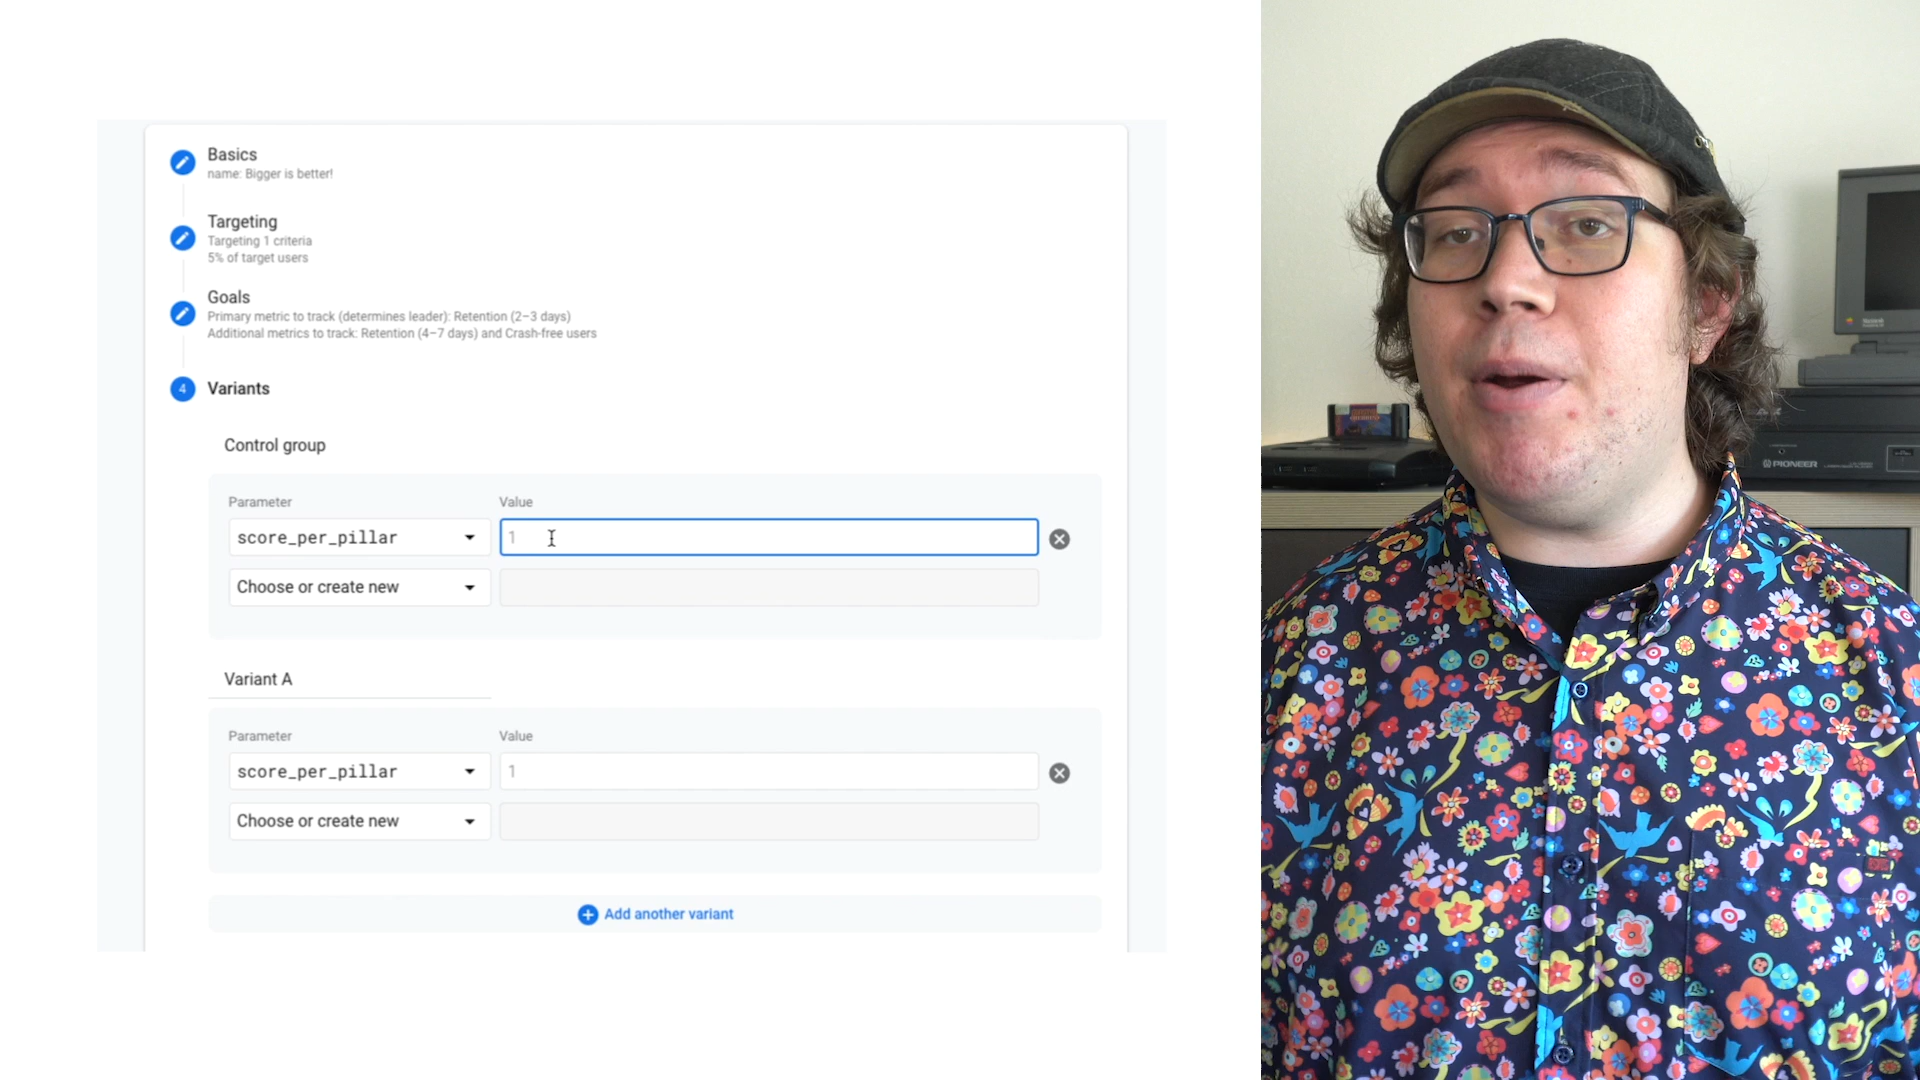 Basics
name: Bigger is better!
Targeting
Targeting 1 criteria
5% of target users
Goals
Primary metric to track (determines leader): Retention (2–3 days)
Additional metrics to track: Retention (4–7 days) and Crash-free users
4 Variants
Control group
Parameter Value
score_per_pillar 1
Choose or create new
Variant A
Parameter Value
score_per_pillar 1
Choose or create new
Add another variant
PIONEER